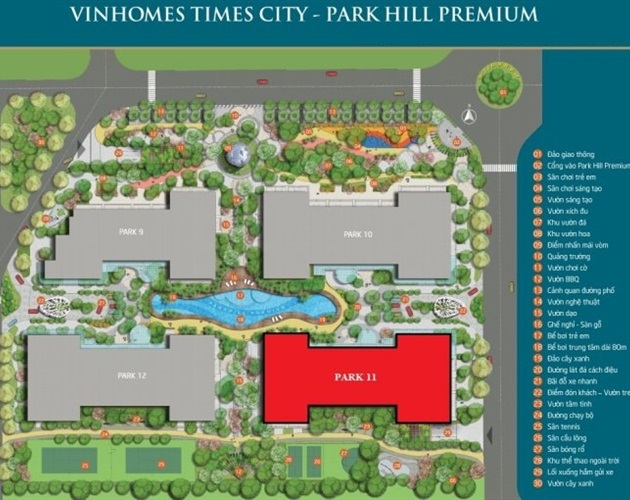 VINHOMES TIMES CITY - PARK HILL PREMIUM
PARK 9
PARK 10
PARK 12
PARK 11
01 Đảo giao thông
02 Cổng vào Park Hill Premium
03 Sân chơi trẻ em
04 Sân chơi sáng tạo
05 Vườn sáng tạo
06 Vườn xích đu
07 Khu vườn đá
08 Khu vườn hoa
09 Điểm nhấn mái vòm
10 Quảng trường
11 Vườn chơi cờ
12 Vườn BBQ
13 Cảnh quan đường phố
14 Vườn nghệ thuật
15 Vườn dạo
16 Ghế nghỉ - Sàn gỗ
17 Bể bơi trẻ em
18 Bể bơi trung tâm dài 80m
19 Đảo cây xanh
20 Đường lát đá cách điệu
21 Bãi đỗ xe nhanh
22 Điểm đón khách – Vườn tre
23 Vườn tâm tình
24 Đường chạy bộ
25 Sân tennis
26 Sân cầu lông
27 Sân bóng rổ
28 Khu thể thao ngoài trời
29 Lối xuống hầm gửi xe
30 Vườn cây xanh